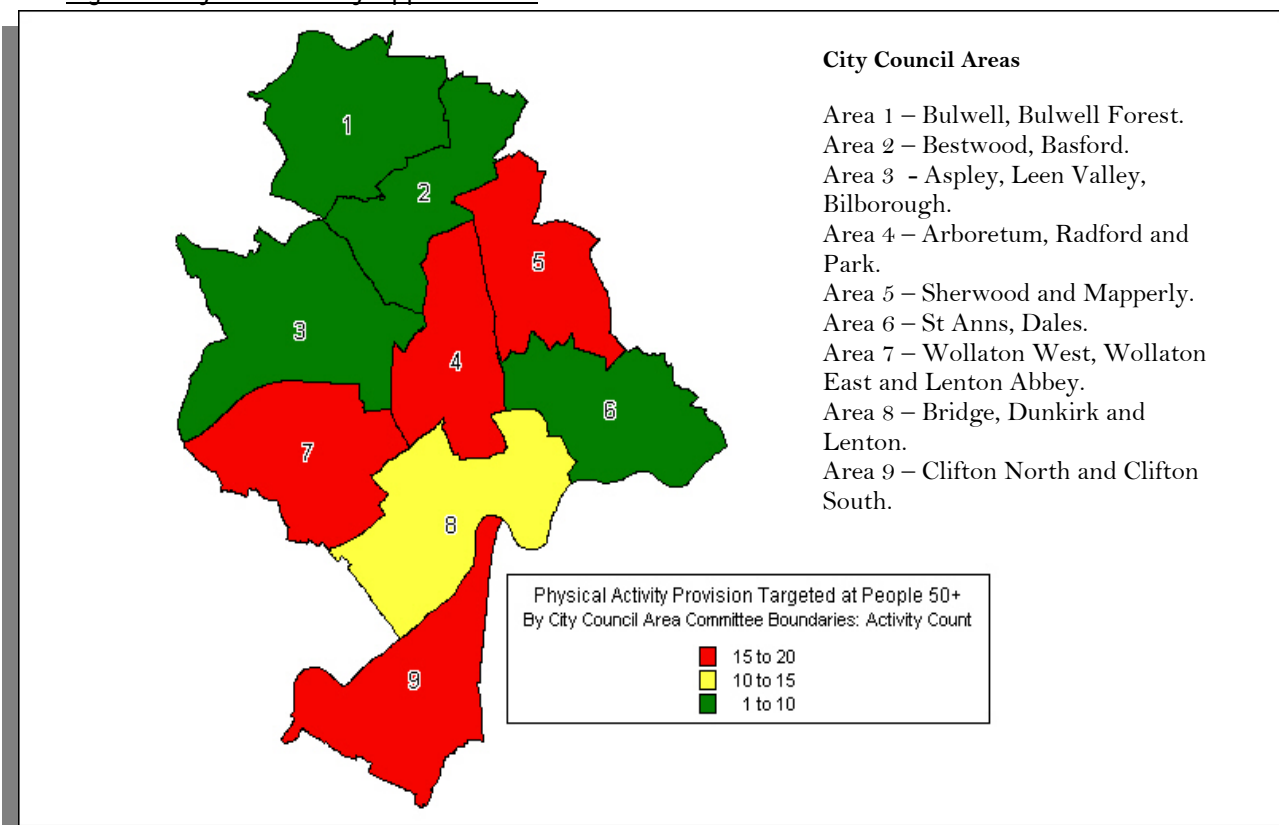 City Council Areas
Area 1 – Bulwell, Bulwell Forest.
Area 2 – Bestwood, Basford.
Area 3 - Aspley, Leen Valley,
Bilborough.
Area 4 – Arboretum, Radford and
Park.
Area 5 – Sherwood and Mapperly.
Area 6 – St Anns, Dales.
Area 7 – Wollaton West, Wollaton
East and Lenton Abbey.
Area 8 – Bridge, Dunkirk and
Lenton.
Area 9 – Clifton North and Clifton
South.
1
2
5
3
4
6
7
8
9
Physical Activity Provision Targeted at People 50+
By City Council Area Committee Boundaries: Activity Count
15 to 20
10 to 15
1 to 10